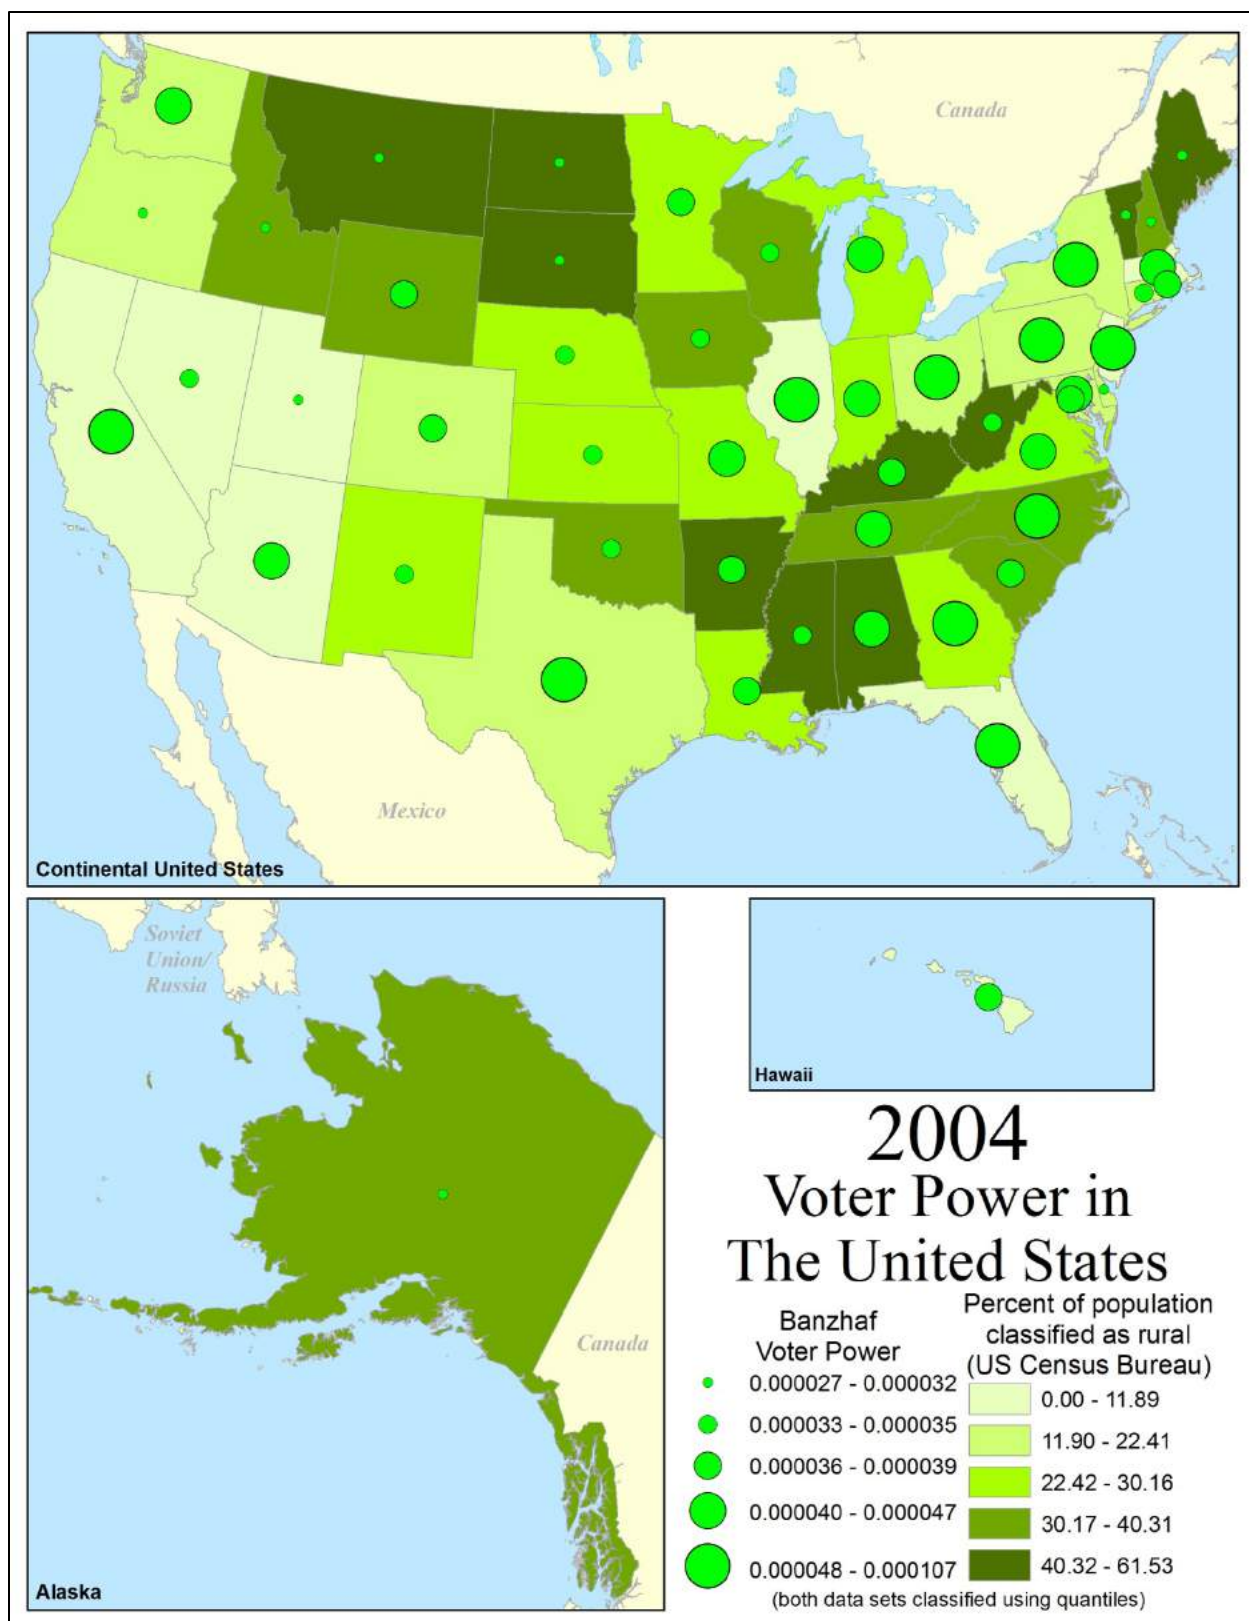 Canada
Mexico
Continental United States
Soviet
Union/
Russia
Canada
Alaska
Hawaii
2004
Voter Power in
The United States
Banzhaf
Voter Power
0.000027 - 0.000032
0.000033 - 0.000035
0.000036 - 0.000039
0.000040 - 0.000047
0.000048 - 0.000107
Percent of population
classified as rural
(US Census Bureau)
0.00 - 11.89
11.90 - 22.41
22.42 - 30.16
30.17 - 40.31
40.32 - 61.53
(both data sets classified using quantiles)